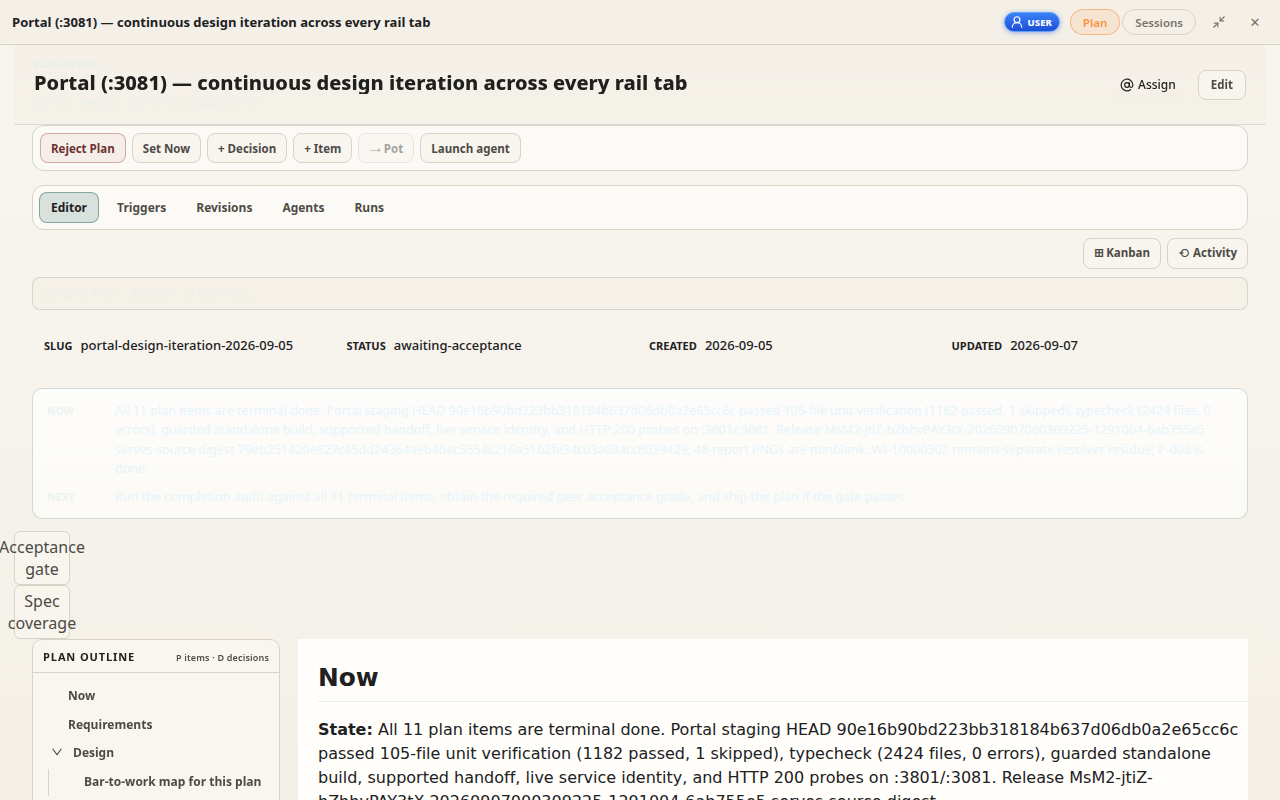 Portal (:3081) — continuous design iteration across every rail tab
USER
Plan
Sessions
Portal (:3081) — continuous design iteration across every rail tab
@ Assign
Edit
Reject Plan
Set Now
+ Decision
+ Item
→ Pot
Launch agent
Editor
Triggers
Revisions
Agents
Runs
⊞ Kanban
⟲ Activity
SLUG portal-design-iteration-2026-09-05
STATUS awaiting-acceptance
CREATED 2026-09-05
UPDATED 2026-09-07
NOW
All 11 plan items are terminal done. Portal staging HEAD 90e16b90bd223bb318184b637d06db0a2e65cc6c passed 105-file unit verification (1182 passed, 1 skipped), typecheck (2424 files, 0
errors), guarded standalone build, supported handoff, live service identity, and HTTP 200 probes on :3801/:3081. Release MsM2-jtiZ-bZbhvPAY3tX-20260907000309225-1291004-6ab755e5
serves source digest 48 report PNGs are nonblank. WI-10000302 remains separate resolver residue; P-008 is
done.
NEXT
Run the completion audit against all 11 terminal items, obtain the required peer acceptance grade, and ship the plan if the gate passes.
Acceptance
gate
Spec
coverage
PLAN OUTLINE
P items · D decisions
Now
Requirements
Design
Bar-to-work map for this plan
Now
State: All 11 plan items are terminal done. Portal staging HEAD 90e16b90bd223bb318184b637d06db0a2e65cc6c
passed 105-file unit verification (1182 passed, 1 skipped), typecheck (2424 files, 0 errors), guarded standalone
build, supported handoff, live service identity, and HTTP 200 probes on :3801/:3081. Release MsM2-jtiZ-
bZbhvPAY3tX-20260907000309225-1291004-6ab755e5 serves source digest